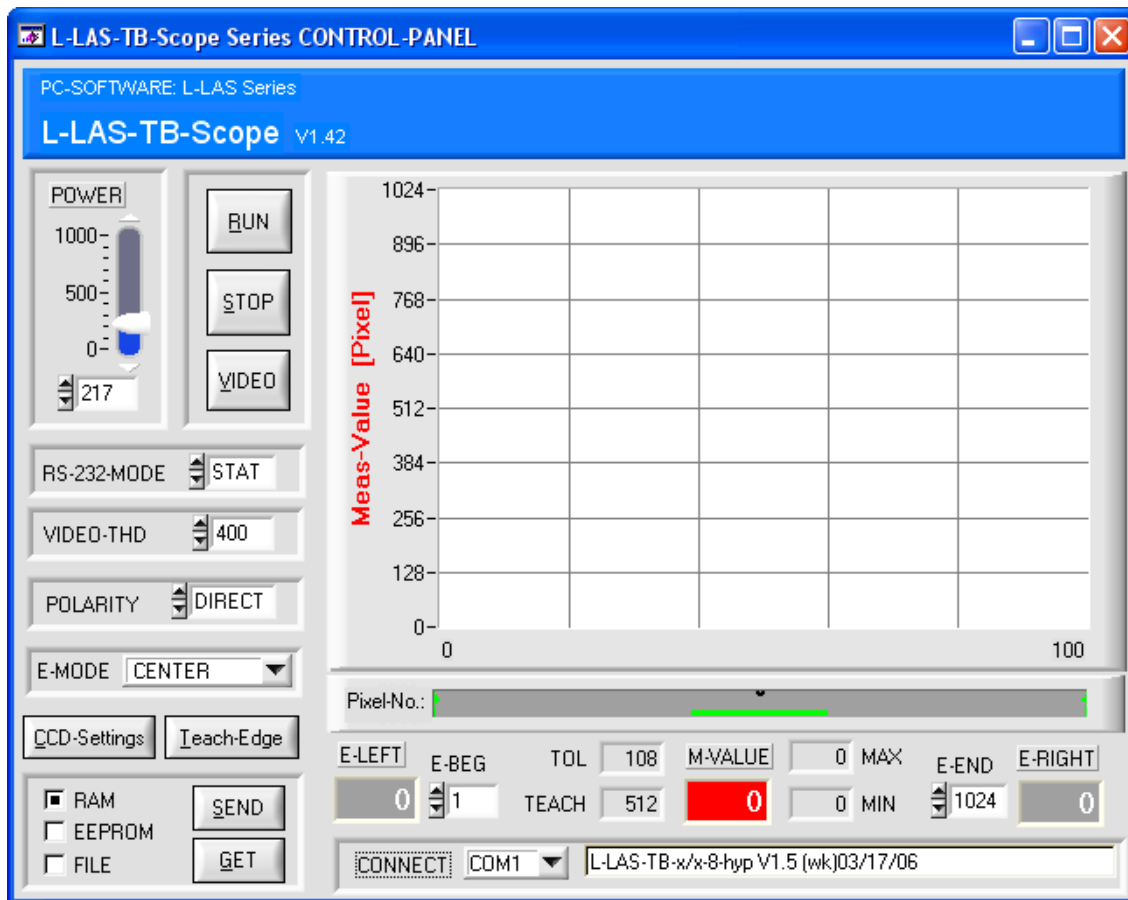 L-LAS-TB-Scope Series CONTROL-PANEL
PC-SOFTWARE: L-LAS Series
L-LAS-TB-Scope V1.42
POWER
1000
500
0
217
RUN
STOP
VIDEO
RS-232-MODE STAT
VIDEO-THD 400
POLARITY DIRECT
E-MODE CENTER
CCD-Settings Teach-Edge
RAM
EEPROM
FILE
SEND
GET
Meas-Value [Pixel]
1024
896
768
640
512
384
256
128
0
0 100
Pixel-No.:
E-LEFT
0
E-BEG
1
TOL 108
TEACH 512
M-VALUE
0
0 MAX
0 MIN
E-END
1024
E-RIGHT
0
CONNECT COM1 L-LAS-TB-x/x-8-hyp V1.5 (wk)03/17/06